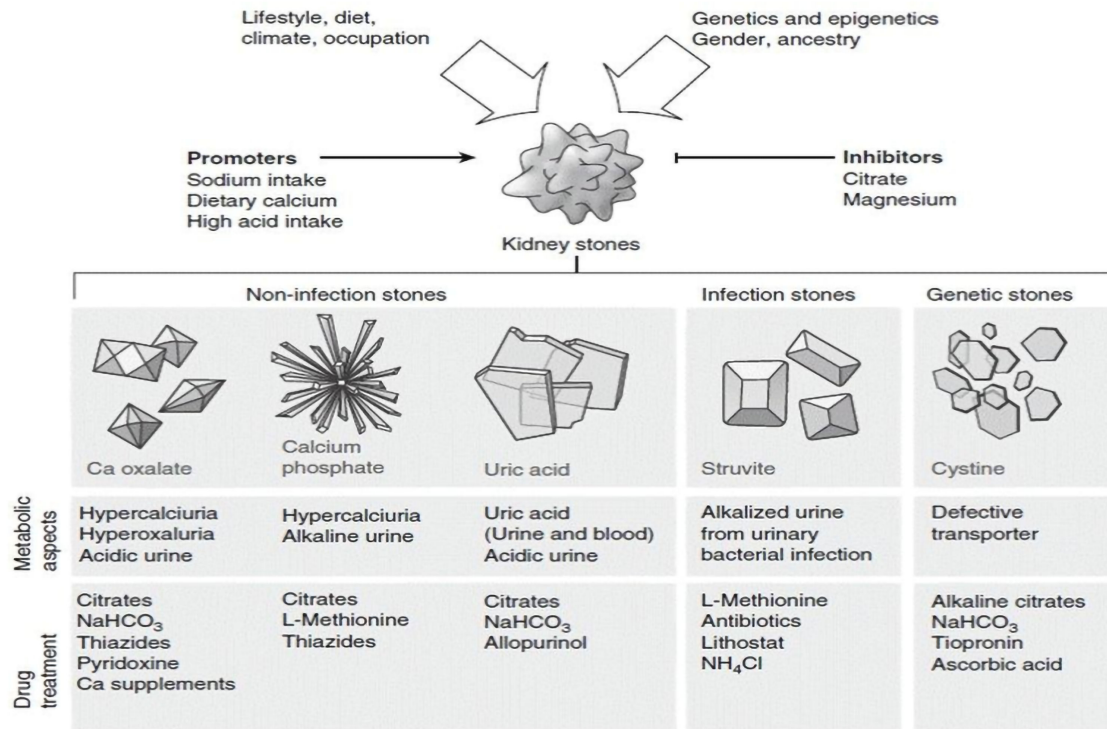 Lifestyle, diet,
climate, occupation
Genetics and epigenetics
Gender, ancestry
Promoters
Sodium intake
Dietary calcium
High acid intake
Inhibitors
Citrate
Magnesium
Kidney stones
Non-infection stones
Infection stones
Genetic stones
Ca oxalate
Calcium
phosphate
Uric acid
Struvite
Cystine
Metabolic
aspects
Hypercalciuria
Hyperoxaluria
Acidic urine
Hypercalciuria
Alkaline urine
Uric acid
(Urine and blood)
Acidic urine
Alkalized urine
from urinary
bacterial infection
Defective
transporter
Drug
treatment
Citrates
NaHCO₃
Thiazides
Pyridoxine
Ca supplements
Citrates
L-Methionine
Thiazides
Citrates
NaHCO₃
Allopurinol
L-Methionine
Antibiotics
Lithostat
NH₄Cl
Alkaline citrates
NaHCO₃
Tiopronin
Ascorbic acid